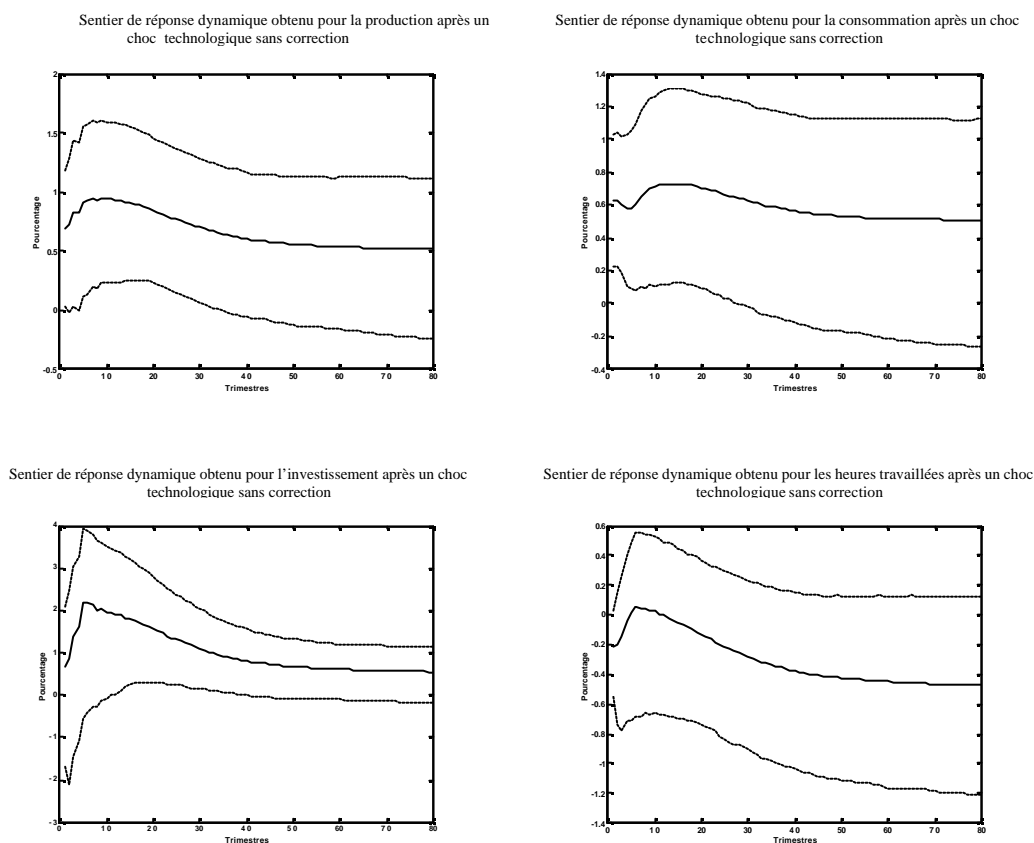 Sentier de réponse dynamique obtenu pour la production après un
choc technologique sans correction
Sentier de réponse dynamique obtenu pour la consommation après un choc
technologique sans correction
2
1.5
1
0.5
0
-0.5
Pourcentage
0 10 20 30 40 50 60 70 80
Trimestres
1.4
1.2
1
0.8
0.6
0.4
0.2
0
-0.2
-0.4
Pourcentage
0 10 20 30 40 50 60 70 80
Trimestres
Sentier de réponse dynamique obtenu pour l'investissement après un choc
technologique sans correction
Sentier de réponse dynamique obtenu pour les heures travaillées après un choc
technologique sans correction
4
3
2
1
0
-1
-2
-3
Pourcentage
0 10 20 30 40 50 60 70 80
Trimestres
0.6
0.4
0.2
0
-0.2
-0.4
-0.6
-0.8
-1
-1.2
-1.4
Pourcentage
0 10 20 30 40 50 60 70 80
Trimestres